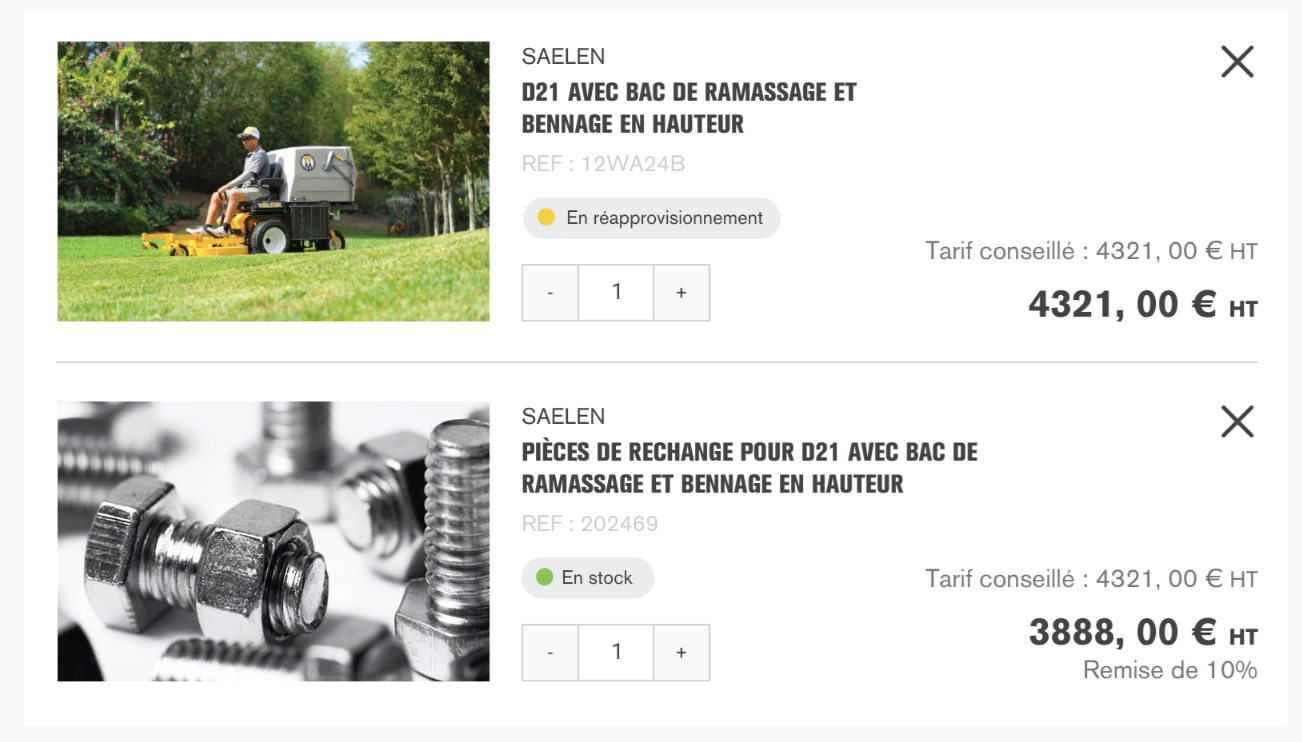 SAELEN
D21 AVEC BAC DE RAMASSAGE ET
BENNAGE EN HAUTEUR
REF : 12WA24B
En réapprovisionnement
- 1 +
Tarif conseillé : 4321, 00 € HT
4321, 00 € HT
SAELEN
PIÈCES DE RECHANGE POUR D21 AVEC BAC DE
RAMASSAGE ET BENNAGE EN HAUTEUR
REF : 202469
En stock
- 1 +
Tarif conseillé : 4321, 00 € HT
3888, 00 € HT
Remise de 10%